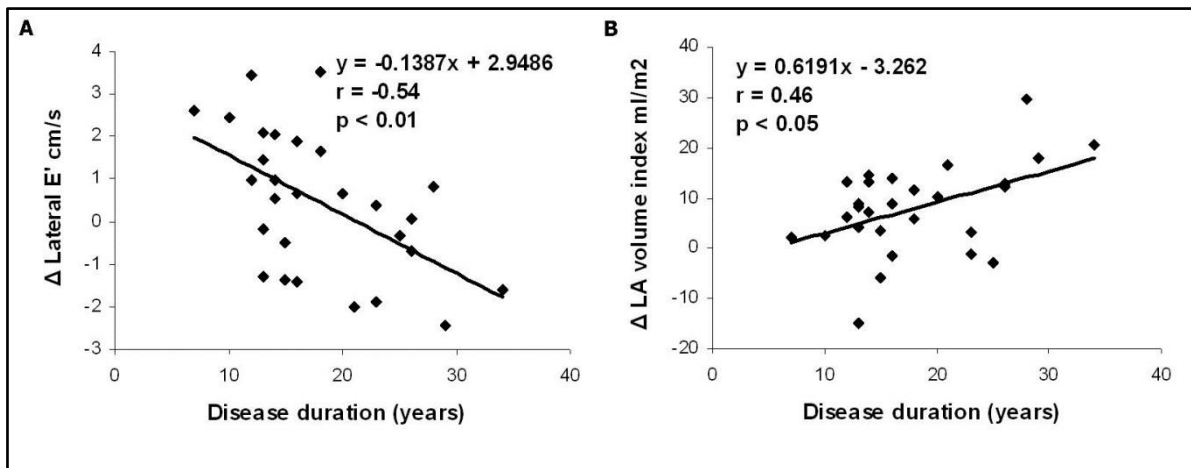 A
y = -0.1387x + 2.9486
r = -0.54
p < 0.01
Δ Lateral E' cm/s
4
3
2
1
0
-1
-2
-3
0 10 20 30 40
Disease duration (years)
B
y = 0.6191x - 3.262
r = 0.46
p < 0.05
Δ LA volume index ml/m2
40
30
20
10
0
-10
-20
0 10 20 30 40
Disease duration (years)